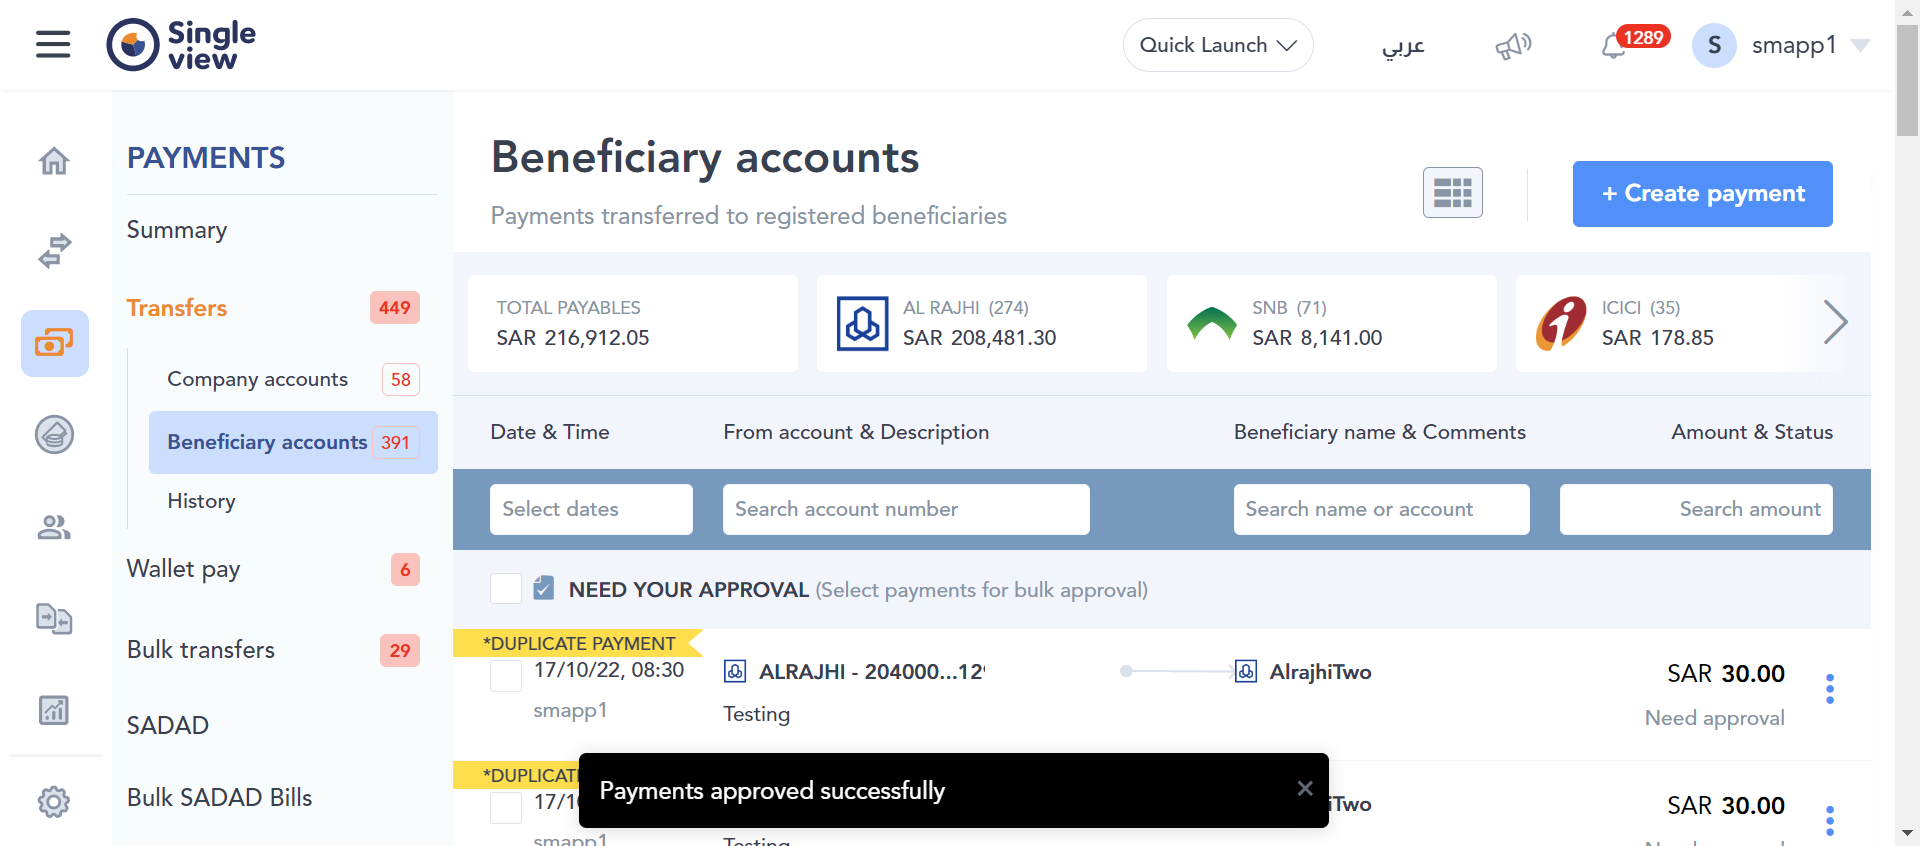 Single
view
Quick Launch
عربي
1289
S
smapp1
PAYMENTS
Summary
Transfers 449
Company accounts 58
Beneficiary accounts 391
History
Wallet pay 6
Bulk transfers 29
SADAD
Bulk SADAD Bills
Beneficiary accounts
Payments transferred to registered beneficiaries
+ Create payment
TOTAL PAYABLES
SAR 216,912.05
AL RAJHI (274)
SAR 208,481.30
SNB (71)
SAR 8,141.00
ICICI (35)
SAR 178.85
Date & Time
From account & Description
Beneficiary name & Comments
Amount & Status
Select dates
Search account number
Search name or account
Search amount
NEED YOUR APPROVAL (Select payments for bulk approval)
*DUPLICATE PAYMENT
17/10/22, 08:30
smapp1
ALRAJHI - 204000...12
Testing
AlrajhiTwo
SAR 30.00
Need approval
*DUPLICATE
17/1
smapp1
Testing
iTwo
SAR 30.00
Payments approved successfully